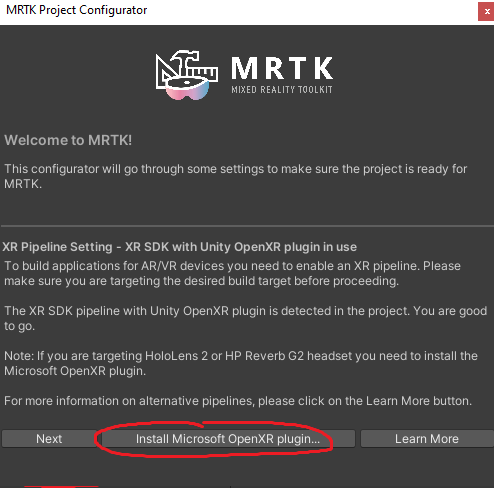 MRTK Project Configurator
x
MRTK
MIXED REALITY TOOLKIT
Welcome to MRTK!
This configurator will go through some settings to make sure the project is ready for
MRTK.
XR Pipeline Setting - XR SDK with Unity OpenXR plugin in use
To build applications for AR/VR devices you need to enable an XR pipeline. Please
make sure you are targeting the desired build target before proceeding.
The XR SDK pipeline with Unity OpenXR plugin is detected in the project. You are good
to go.
Note: If you are targeting HoloLens 2 or HP Reverb G2 headset you need to install the
Microsoft OpenXR plugin.
For more information on alternative pipelines, please click on the Learn More button.
Next Install Microsoft OpenXR plugin... Learn More